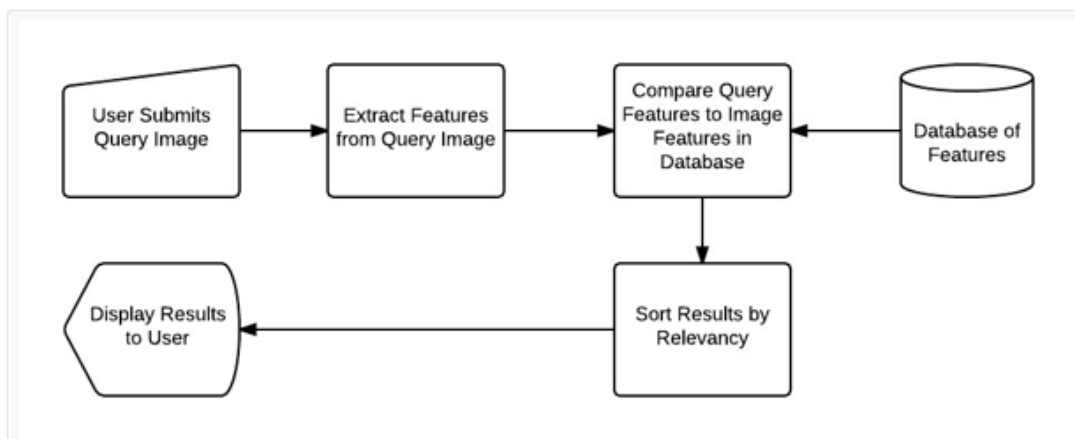 User Submits
Query Image
Extract Features
from Query Image
Compare Query
Features to Image
Features in
Database
Database of
Features
Display Results
to User
Sort Results by
Relevancy